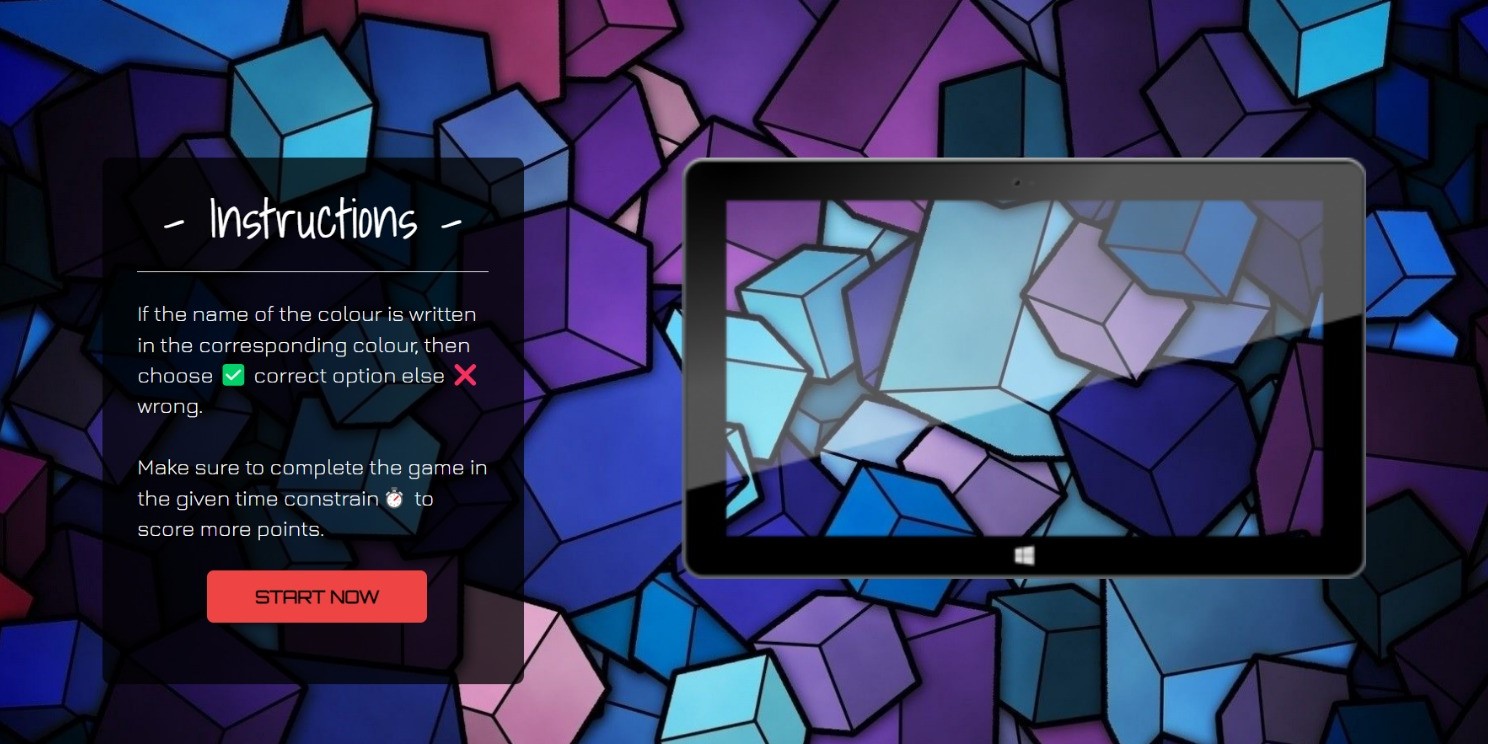 - Instructions -
If the name of the colour is written
in the corresponding colour, then
choose ✅ correct option else ❌
wrong.
Make sure to complete the game in
the given time constrain ⏱ to
score more points.
START NOW